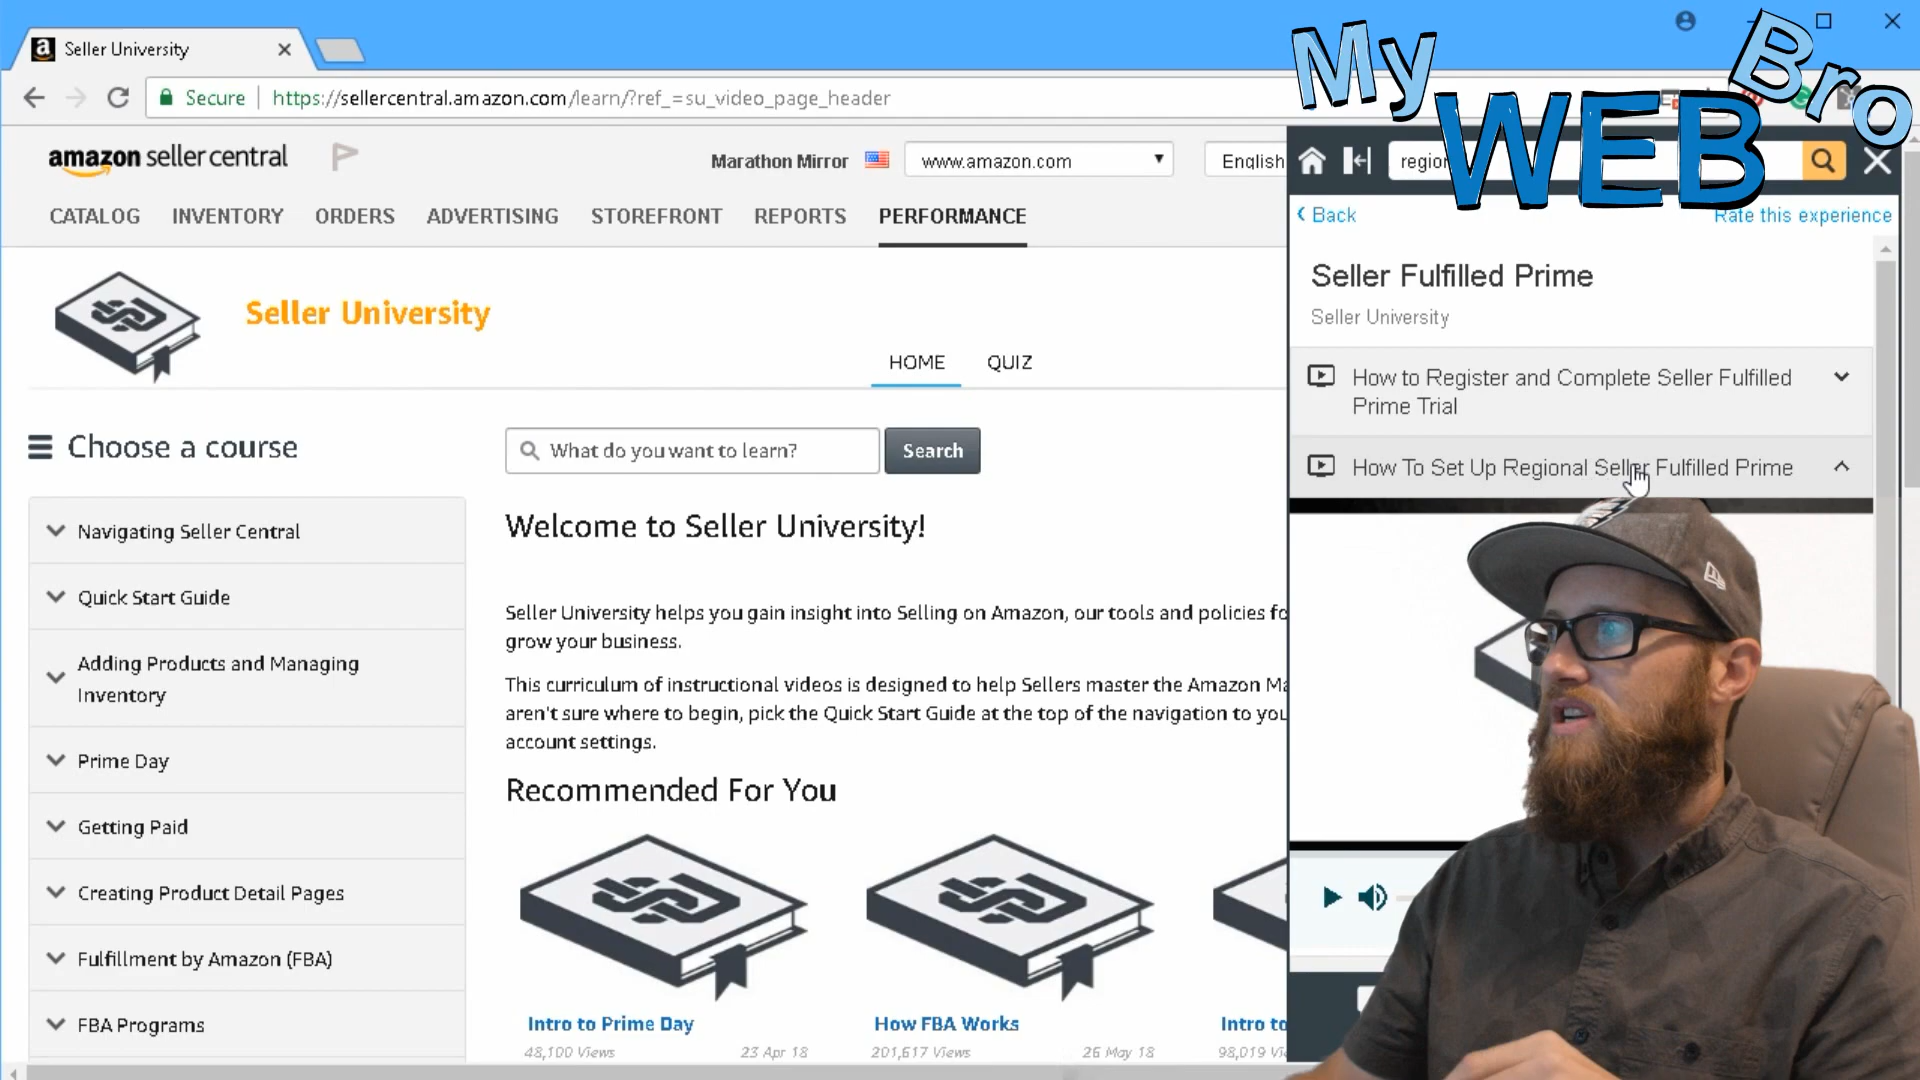 My WEB Bro
Seller University
Secure
https://sellercentral.amazon.com/learn/?ref_=su_video_page_header
amazon seller central
Marathon Mirror
www.amazon.com
English
CATALOG INVENTORY ORDERS ADVERTISING STOREFRONT REPORTS PERFORMANCE
Seller University
HOME QUIZ
Choose a course
Navigating Seller Central
Quick Start Guide
Adding Products and Managing
Inventory
Prime Day
Getting Paid
Creating Product Detail Pages
Fulfillment by Amazon (FBA)
FBA Programs
What do you want to learn?
Search
Welcome to Seller University!
Seller University helps you gain insight into Selling on Amazon, our tools and policies
grow your business.
This curriculum of instructional videos is designed to help Sellers master the Amazon
aren't sure where to begin, pick the Quick Start Guide at the top of the navigation to
account settings.
Recommended For You
Intro to Prime Day
48,100 Views 23 Apr 18
How FBA Works
201,617 Views 26 May 18
Intro to
98,019
Back
Rate this experience
Seller Fulfilled Prime
Seller University
How to Register and Complete Seller Fulfilled
Prime Trial
How To Set Up Regional Seller Fulfilled Prime